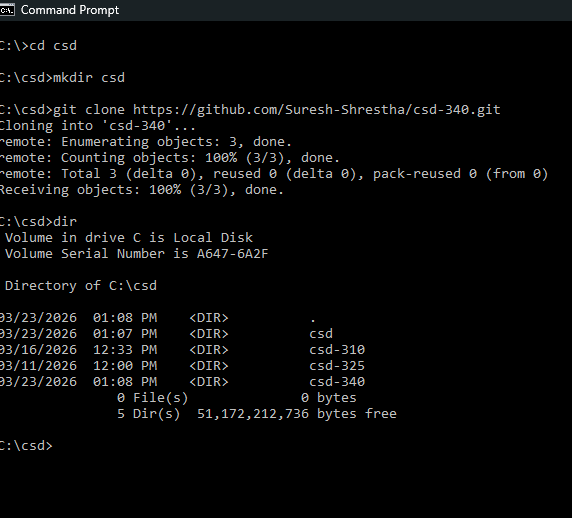 Command Prompt
C:\>cd csd
C:\csd>mkdir csd
C:\csd>git clone https://github.com/Suresh-Shrestha/csd-340.git
Cloning into 'csd-340'...
remote: Enumerating objects: 3, done.
remote: Counting objects: 100% (3/3), done.
remote: Total 3 (delta 0), reused 0 (delta 0), pack-reused 0 (from 0)
Receiving objects: 100% (3/3), done.
C:\csd>dir
Volume in drive C is Local Disk
Volume Serial Number is A647-6A2F
Directory of C:\csd
03/23/2026  01:08 PM    <DIR>          .
03/23/2026  01:07 PM    <DIR>          csd
03/16/2026  12:33 PM    <DIR>          csd-310
03/11/2026  12:00 PM    <DIR>          csd-325
03/23/2026  01:08 PM    <DIR>          csd-340
0 File(s)              0 bytes
5 Dir(s)  51,172,212,736 bytes free
C:\csd>